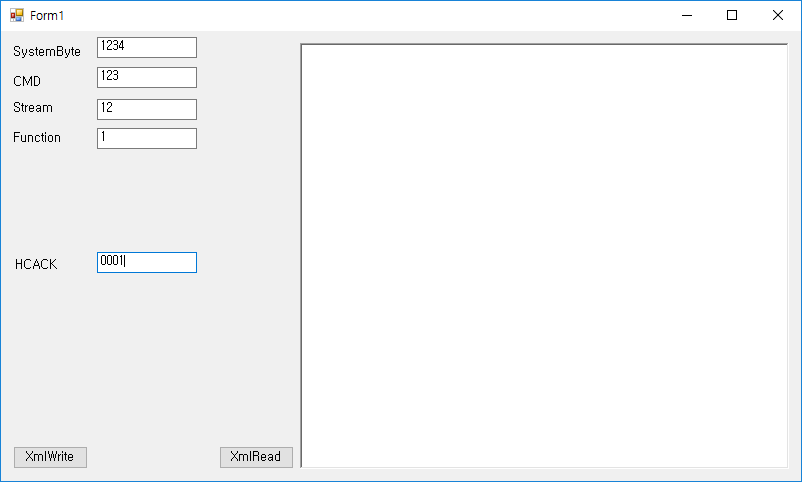 Form1
SystemByte 1234
CMD 123
Stream 12
Function 1
HCACK 0001
XmlWrite XmlRead